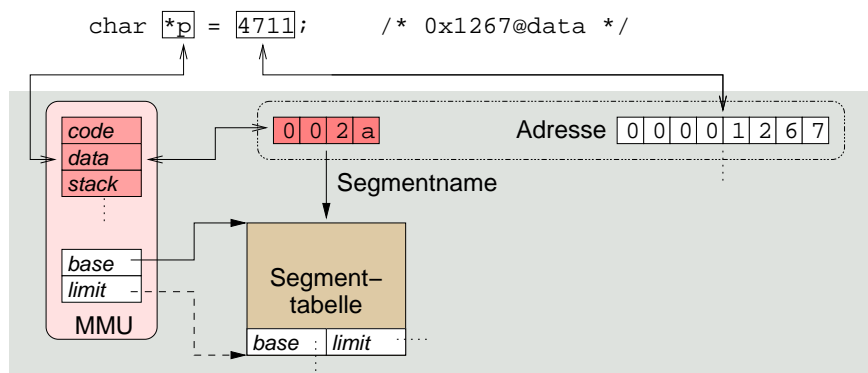 char *p = 4711; /* 0x1267@data */
code
data
stack
0 0 2 a
Adresse 0 0 0 0 1 2 6 7
Segmentname
base
limit
MMU
Segment–
tabelle
base limit